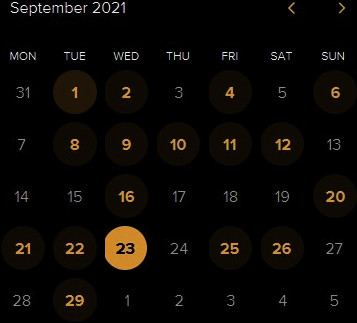 September 2021
MON TUE WED THU FRI SAT SUN
31 1 2 3 4 5 6
7 8 9 10 11 12 13
14 15 16 17 18 19 20
21 22 23 24 25 26 27
28 29 1 2 3 4 5